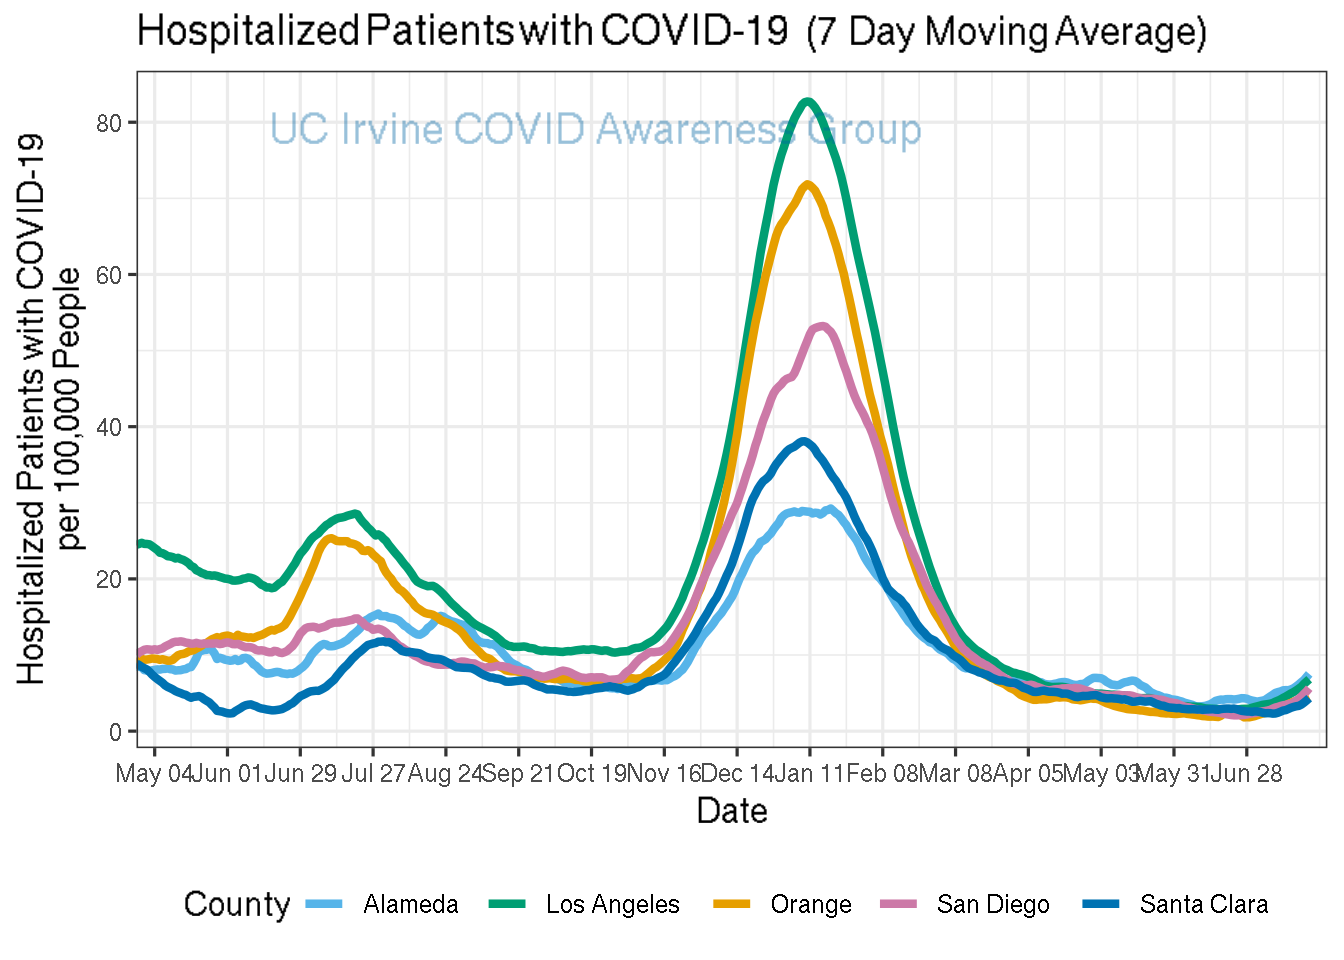 Hospitalized Patients with COVID-19 (7 Day Moving Average)
UC Irvine COVID Awareness Group
Hospitalized Patients with COVID-19
per 100,000 People
80
60
40
20
0
May 04 Jun 01 Jun 29 Jul 27 Aug 24 Sep 21 Oct 19 Nov 16 Dec 14 Jan 11 Feb 08 Mar 08 Apr 05 May 03 May 31 Jun 28
Date
County Alameda Los Angeles Orange San Diego Santa Clara